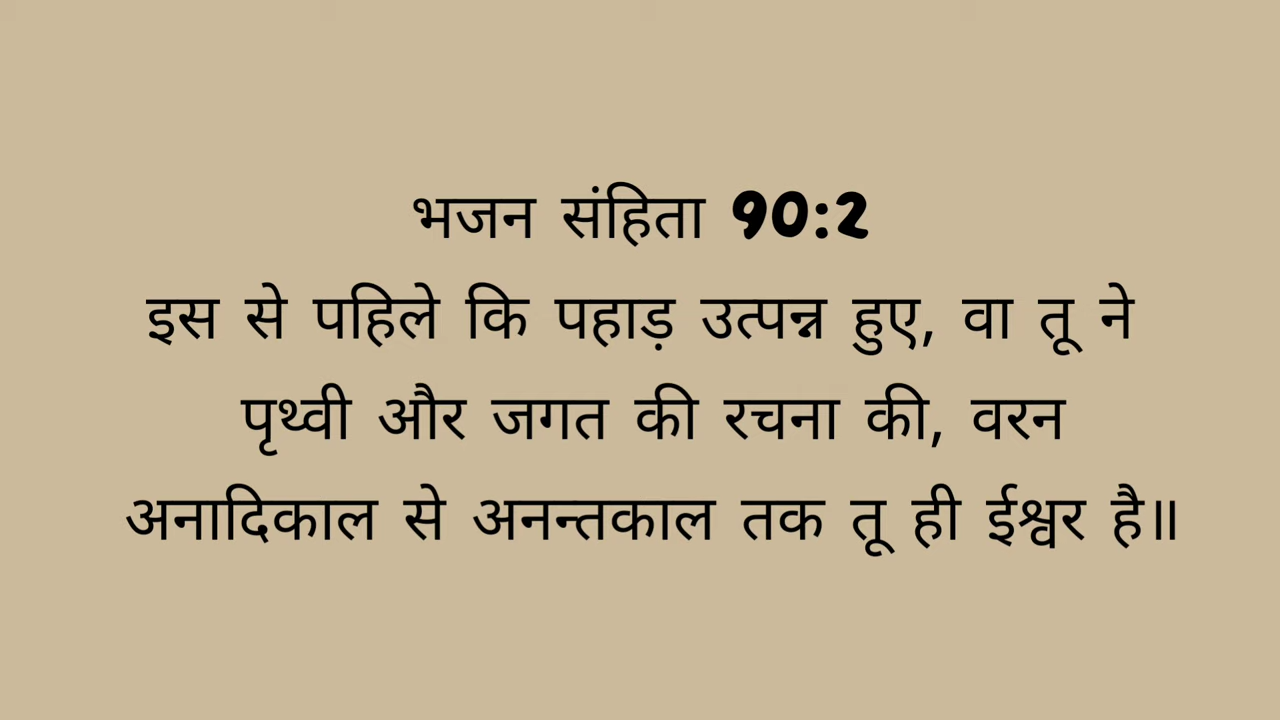 भजन संहिता 90:2
इस से पहिले कि पहाड़ उत्पन्न हुए, वा तू ने
पृथ्वी और जगत की रचना की, वरन
अनादिकाल से अनन्तकाल तक तू ही ईश्वर है॥